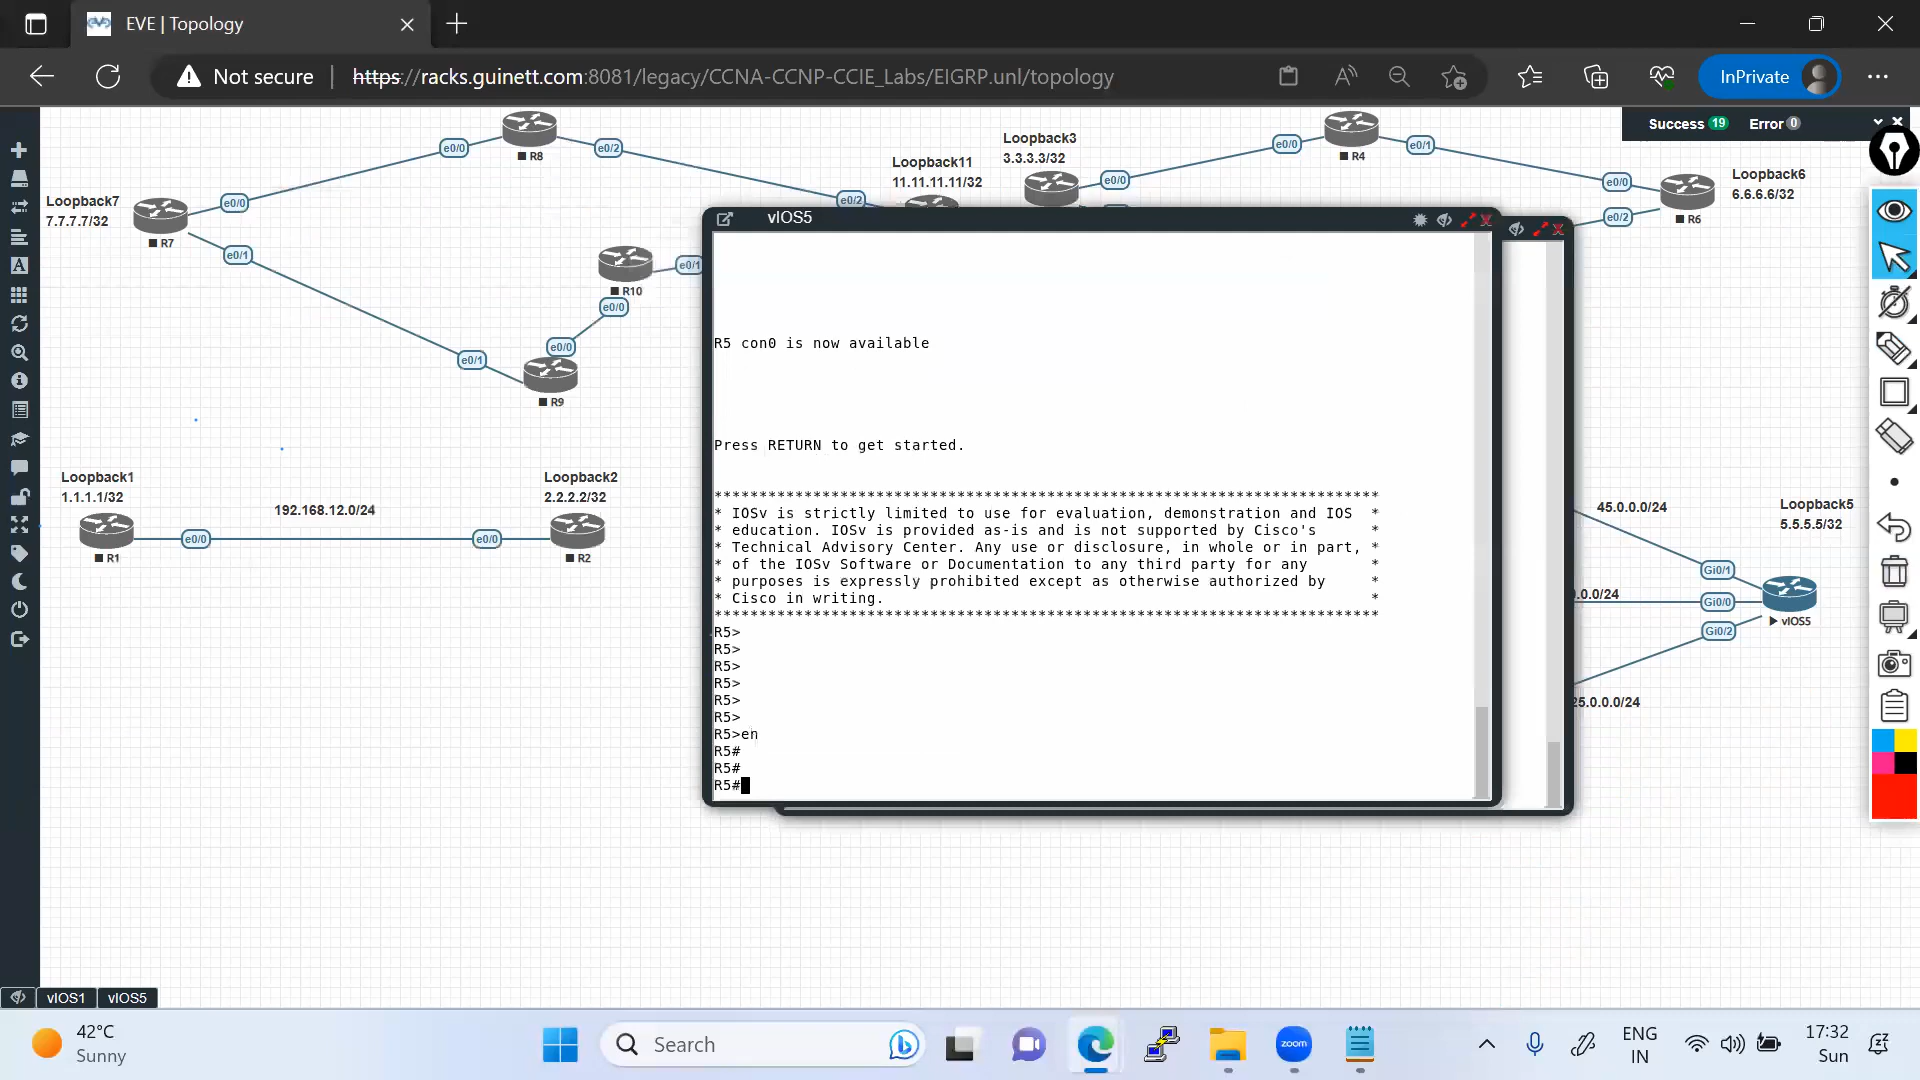 EVE | Topology
Not secure
https://racks.guinett.com:8081/legacy/CCNA-CCNP-CCIE_Labs/EIGRP.unl/topology
InPrivate
Success 19 Error 0
R8
e0/0
e0/2
Loopback7
7.7.7.7/32
R7
e0/0
e0/1
Loopback11
11.11.11.11/32
e0/2
Loopback3
3.3.3.3/32
e0/0
e0/0
R4
e0/1
e0/0
Loopback6
6.6.6.6/32
R6
e0/2
R10
e0/1
e0/0
e0/0
e0/1
R9
Loopback1
1.1.1.1/32
R1
e0/0
192.168.12.0/24
Loopback2
2.2.2.2/32
e0/0
R2
vIOS5
R5 con0 is now available
Press RETURN to get started.
**************************************************************************
* IOSv is strictly limited to use for evaluation, demonstration and IOS  *
* education. IOSv is provided as-is and is not supported by Cisco's      *
* Technical Advisory Center. Any use or disclosure, in whole or in part, *
* of the IOSv Software or Documentation to any third party for any       *
* purposes is expressly prohibited except as otherwise authorized by     *
* Cisco in writing.                                                      *
**************************************************************************
R5>
R5>
R5>
R5>
R5>
R5>
R5>en
R5#
R5#
R5#
45.0.0.0/24
Loopback5
5.5.5.5/32
Gi0/1
.0.0/24
Gi0/0
Gi0/2
vIOS5
25.0.0.0/24
vIOS1
vIOS5
42°C
Sunny
Search
zoom
ENG
IN
17:32
Sun